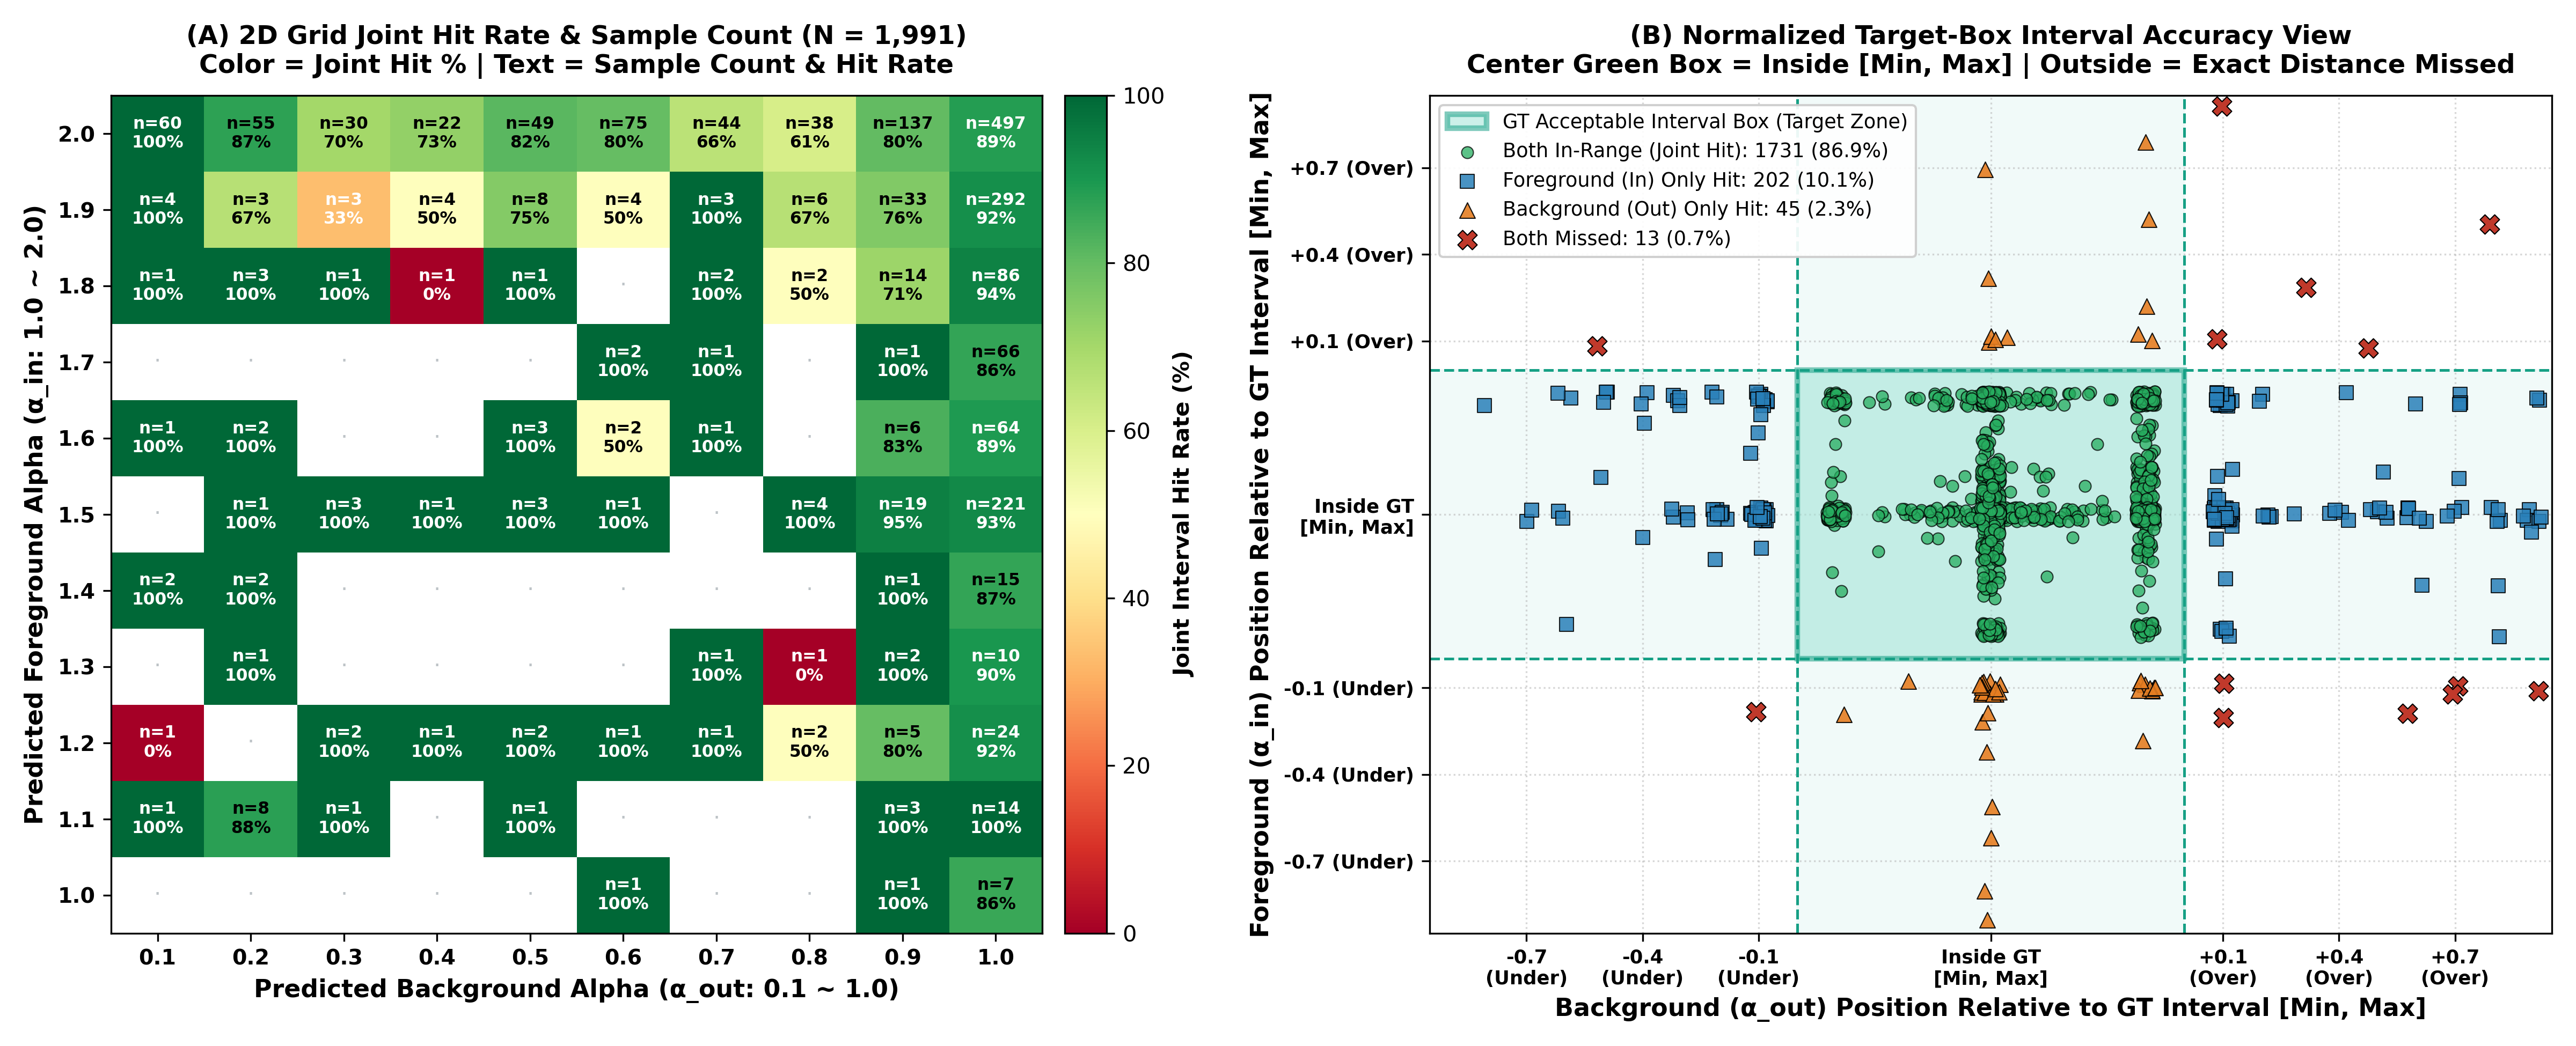 (A) 2D Grid Joint Hit Rate & Sample Count (N = 1,991)
Color = Joint Hit % | Text = Sample Count & Hit Rate
Predicted Foreground Alpha (α_in: 1.0 ~ 2.0)
2.0
n=60 n=55 n=30 n=22 n=49 n=75 n=44 n=38 n=137 n=497
100% 87% 70% 73% 82% 80% 66% 61% 80% 89%
1.9
n=4 n=3 n=3 n=4 n=8 n=4 n=3 n=6 n=33 n=292
100% 67% 33% 50% 75% 50% 100% 67% 76% 92%
1.8
n=1 n=3 n=1 n=1 n=1 n=2 n=2 n=14 n=86
100% 100% 100% 0% 100% 100% 50% 71% 94%
1.7
n=2 n=1 n=1 n=66
100% 100% 100% 86%
1.6
n=1 n=2 n=3 n=2 n=1 n=6 n=64
100% 100% 100% 50% 100% 83% 89%
1.5
n=1 n=3 n=1 n=3 n=1 n=4 n=19 n=221
100% 100% 100% 100% 100% 100% 95% 93%
1.4
n=2 n=2 n=1 n=15
100% 100% 100% 87%
1.3
n=1 n=1 n=1 n=2 n=10
100% 100% 0% 100% 90%
1.2
n=1 n=2 n=1 n=2 n=1 n=1 n=2 n=5 n=24
0% 100% 100% 100% 100% 100% 50% 80% 92%
1.1
n=1 n=8 n=1 n=1 n=3 n=14
100% 88% 100% 100% 100% 100%
1.0
n=1 n=1 n=7
100% 100% 86%
0.1 0.2 0.3 0.4 0.5 0.6 0.7 0.8 0.9 1.0
Predicted Background Alpha (α_out: 0.1 ~ 1.0)
100
80
60
40
20
0
Joint Interval Hit Rate (%)
(B) Normalized Target-Box Interval Accuracy View
Center Green Box = Inside [Min, Max] | Outside = Exact Distance Missed
GT Acceptable Interval Box (Target Zone)
Both In-Range (Joint Hit): 1731 (86.9%)
Foreground (In) Only Hit: 202 (10.1%)
Background (Out) Only Hit: 45 (2.3%)
Both Missed: 13 (0.7%)
Foreground (α_in) Position Relative to GT Interval [Min, Max]
+0.7 (Over)
+0.4 (Over)
+0.1 (Over)
Inside GT
[Min, Max]
-0.1 (Under)
-0.4 (Under)
-0.7 (Under)
-0.7 -0.4 -0.1 Inside GT +0.1 +0.4 +0.7
(Under) (Under) (Under) [Min, Max] (Over) (Over) (Over)
Background (α_out) Position Relative to GT Interval [Min, Max]